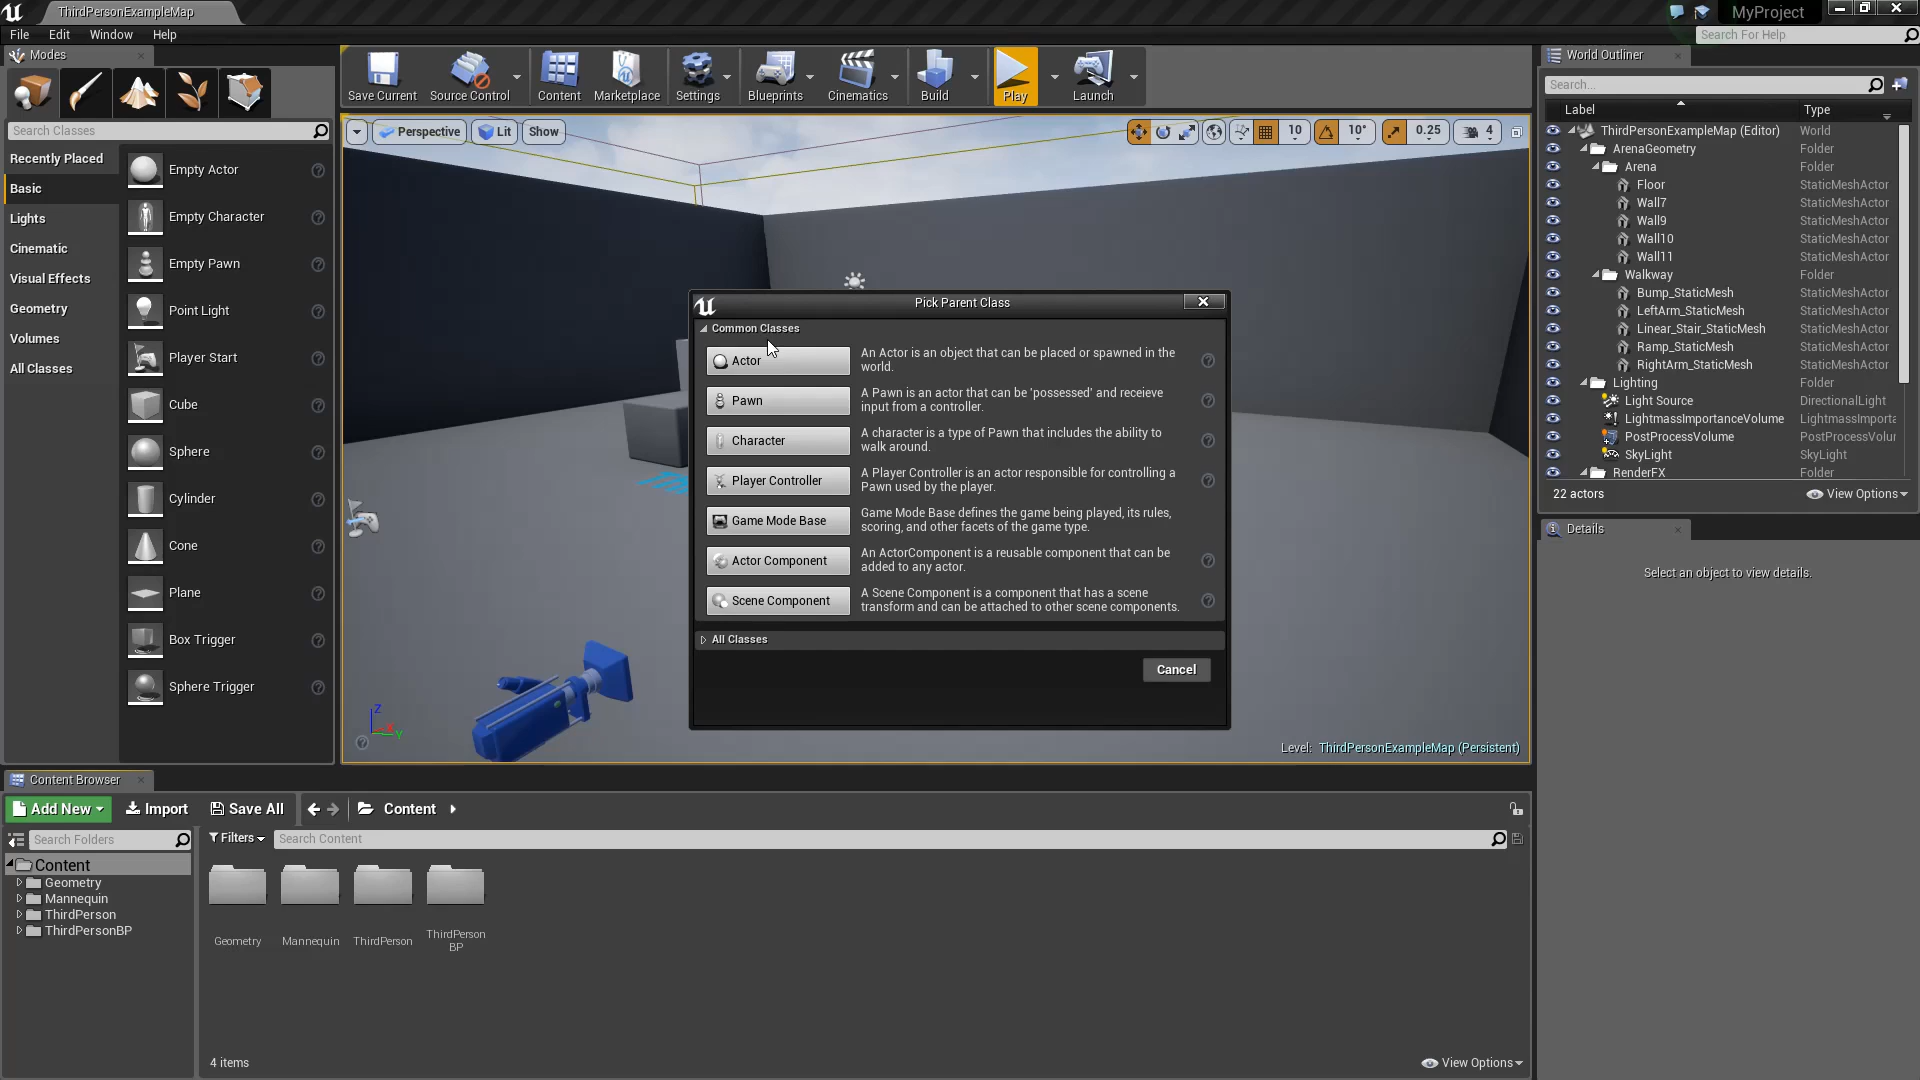 ThirdPersonExampleMap
MyProject
File Edit Window Help
Search For Help
Modes
Search Classes
Recently Placed
Basic
Lights
Cinematic
Visual Effects
Geometry
Volumes
All Classes
Empty Actor
Empty Character
Empty Pawn
Point Light
Player Start
Cube
Sphere
Cylinder
Cone
Plane
Box Trigger
Sphere Trigger
Save Current
Source Control
Content
Marketplace
Settings
Blueprints
Cinematics
Build
Play
Launch
Perspective
Lit
Show
10
10°
0.25
4
Pick Parent Class
Common Classes
Actor
An Actor is an object that can be placed or spawned in the
world.
Pawn
A Pawn is an actor that can be 'possessed' and receieve
input from a controller.
Character
A character is a type of Pawn that includes the ability to
walk around.
Player Controller
A Player Controller is an actor responsible for controlling a
Pawn used by the player.
Game Mode Base
Game Mode Base defines the game being played, its rules,
scoring, and other facets of the game type.
Actor Component
An ActorComponent is a reusable component that can be
added to any actor.
Scene Component
A Scene Component is a component that has a scene
transform and can be attached to other scene components.
All Classes
Cancel
Z
X
Y
Level: ThirdPersonExampleMap (Persistent)
World Outliner
Search...
Label Type
ThirdPersonExampleMap (Editor) World
ArenaGeometry Folder
Arena Folder
Floor StaticMeshActor
Wall7 StaticMeshActor
Wall9 StaticMeshActor
Wall10 StaticMeshActor
Wall11 StaticMeshActor
Walkway Folder
Bump_StaticMesh StaticMeshActor
LeftArm_StaticMesh StaticMeshActor
Linear_Stair_StaticMesh StaticMeshActor
Ramp_StaticMesh StaticMeshActor
RightArm_StaticMesh StaticMeshActor
Lighting Folder
Light Source DirectionalLight
LightmassImportanceVolume LightmassImporta
PostProcessVolume PostProcessVolur
SkyLight SkyLight
RenderFX Folder
22 actors
View Options
Details
Select an object to view details.
Content Browser
Add New Import Save All Content
Search Folders
Filters
Search Content
Content
Geometry
Mannequin
ThirdPerson
ThirdPersonBP
Geometry
Mannequin
ThirdPerson
ThirdPerson
BP
4 items
View Options